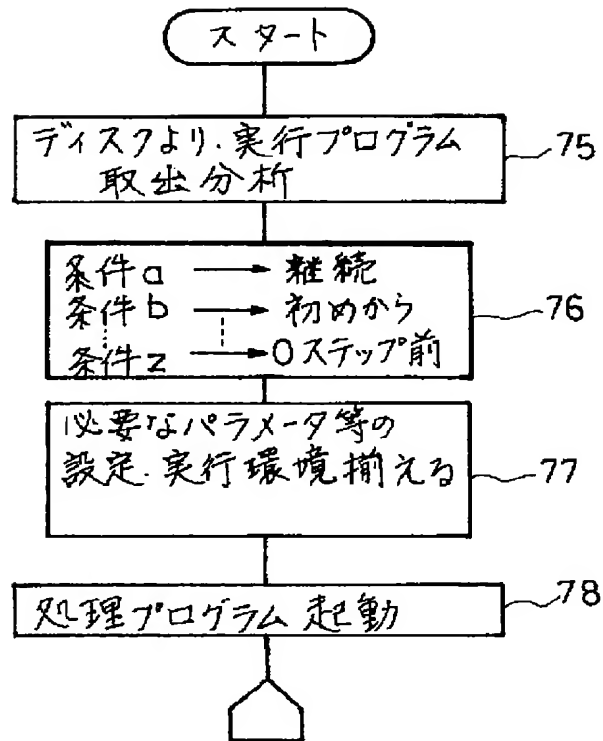 スタート
ディスクより、実行プログラム
取出分析
75
条件a → 継続
条件b → 初めから
条件z → 0ステップ前
76
必要なパラメータ等の
設定、実行環境揃える
77
処理プログラム起動
78